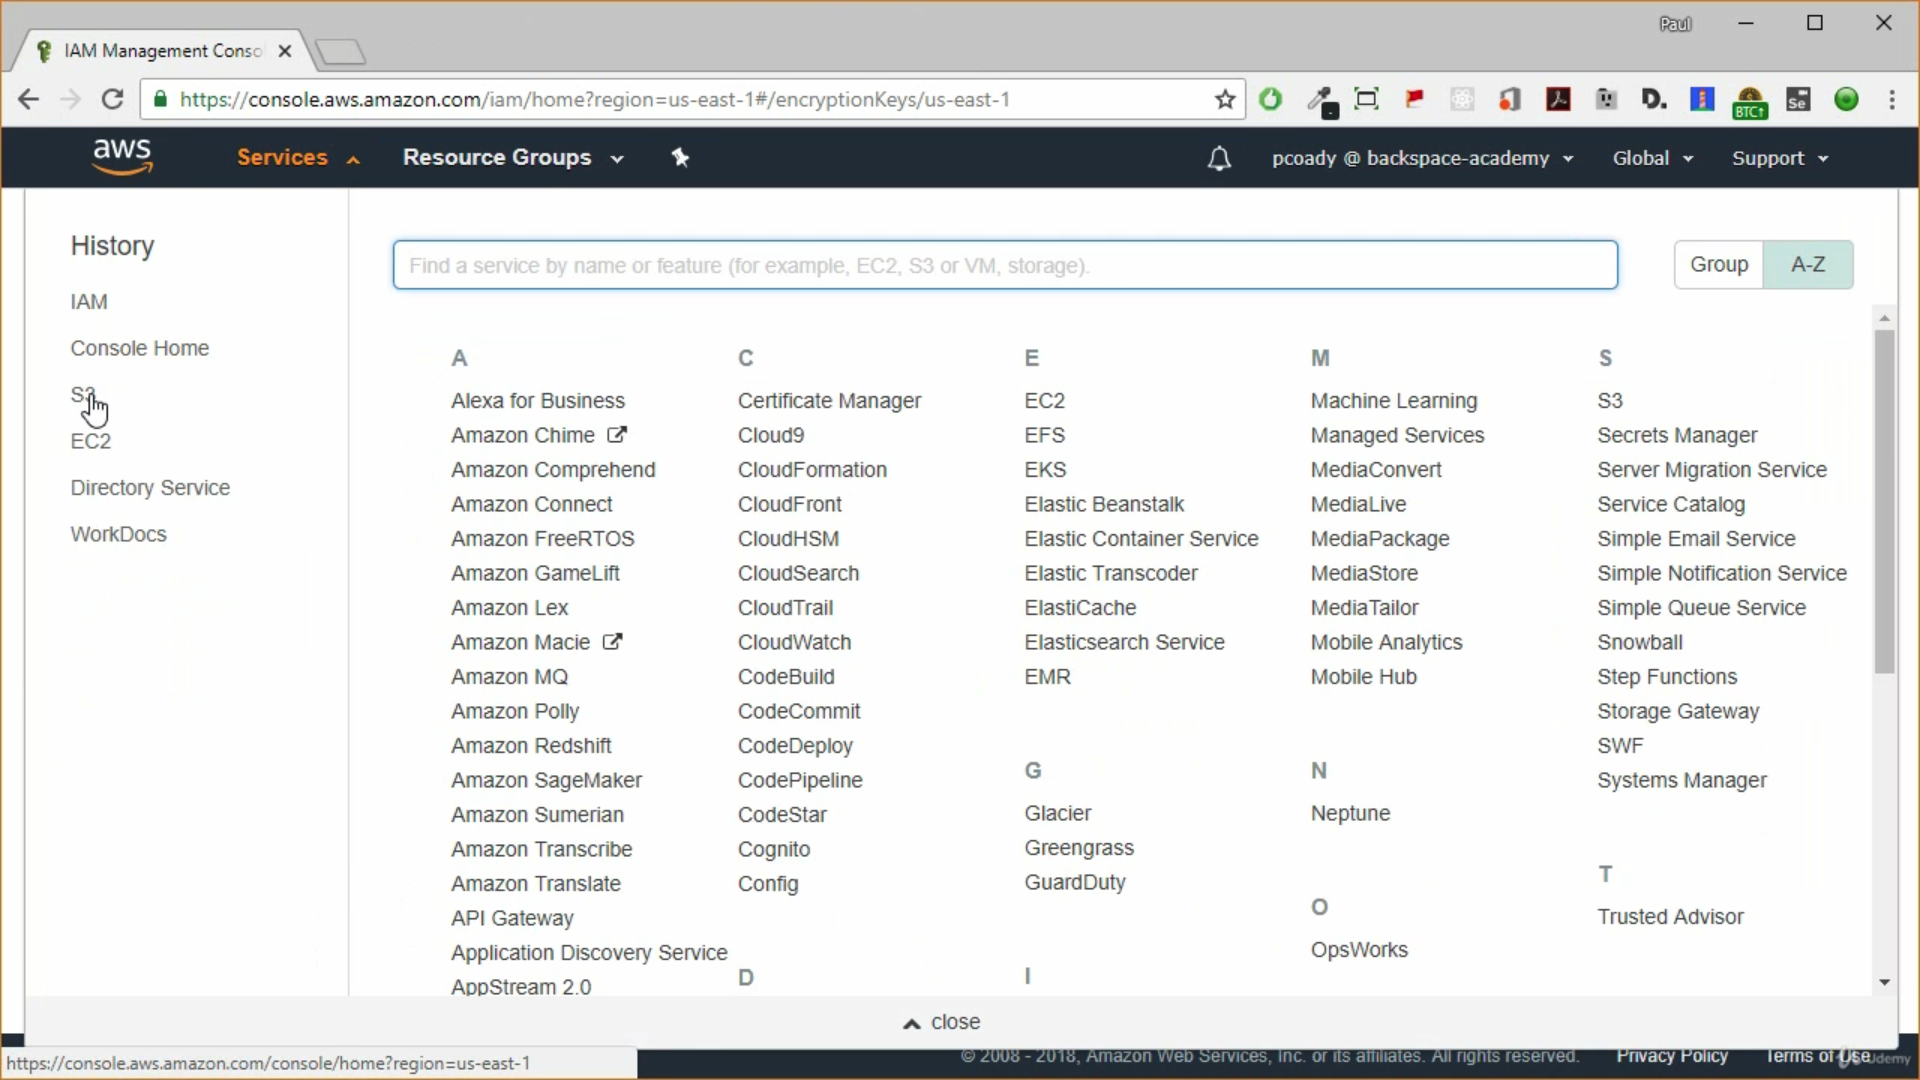 Paul
IAM Management Conso
https://console.aws.amazon.com/iam/home?region=us-east-1#/encryptionKeys/us-east-1
D.
BTC↑
Se
aws
Services
Resource Groups
pcoady @ backspace-academy
Global
Support
History
IAM
Console Home
S3
EC2
Directory Service
WorkDocs
Find a service by name or feature (for example, EC2, S3 or VM, storage).
Group
A-Z
A
Alexa for Business
Amazon Chime
Amazon Comprehend
Amazon Connect
Amazon FreeRTOS
Amazon GameLift
Amazon Lex
Amazon Macie
Amazon MQ
Amazon Polly
Amazon Redshift
Amazon SageMaker
Amazon Sumerian
Amazon Transcribe
Amazon Translate
API Gateway
Application Discovery Service
AppStream 2.0
C
Certificate Manager
Cloud9
CloudFormation
CloudFront
CloudHSM
CloudSearch
CloudTrail
CloudWatch
CodeBuild
CodeCommit
CodeDeploy
CodePipeline
CodeStar
Cognito
Config
D
E
EC2
EFS
EKS
Elastic Beanstalk
Elastic Container Service
Elastic Transcoder
ElastiCache
Elasticsearch Service
EMR
G
Glacier
Greengrass
GuardDuty
I
M
Machine Learning
Managed Services
MediaConvert
MediaLive
MediaPackage
MediaStore
MediaTailor
Mobile Analytics
Mobile Hub
N
Neptune
O
OpsWorks
S
S3
Secrets Manager
Server Migration Service
Service Catalog
Simple Email Service
Simple Notification Service
Simple Queue Service
Snowball
Step Functions
Storage Gateway
SWF
Systems Manager
T
Trusted Advisor
close
https://console.aws.amazon.com/console/home?region=us-east-1
© 2008 - 2018, Amazon Web Services, Inc. or its affiliates. All rights reserved.
Privacy Policy
Terms of Use
Udemy